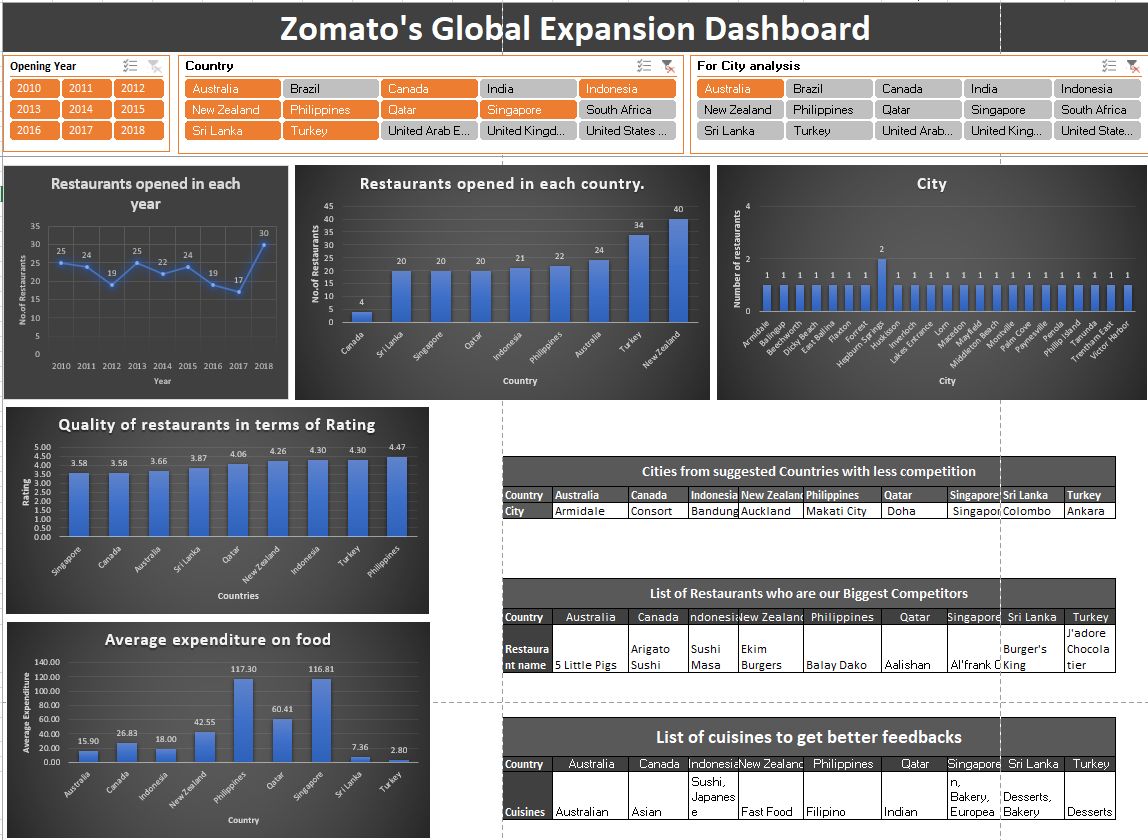 Zomato's Global Expansion Dashboard
Opening Year
2010 2011 2012
2013 2014 2015
2016 2017 2018
Country
Australia Brazil Canada India Indonesia
New Zealand Philippines Qatar Singapore South Africa
Sri Lanka Turkey United Arab E... United Kingd... United States ...
For City analysis
Australia Brazil Canada India Indonesia
New Zealand Philippines Qatar Singapore South Africa
Sri Lanka Turkey United Arab... United King... United State...
Restaurants opened in each
year
No.of Restaurants
35
30
25
20
15
10
5
0
25 24 19 25 22 24 19 17 30
2010 2011 2012 2013 2014 2015 2016 2017 2018
Year
Restaurants opened in each country.
No.of Restaurants
45
40
35
30
25
20
15
10
5
0
4 20 20 20 21 22 24 34 40
Canada Sri Lanka Singapore Qatar Indonesia Philippines Australia Turkey New Zealand
Country
City
Number of restaurants
4
2
0
1 1 1 1 1 1 1 2 1 1 1 1 1 1 1 1 1 1 1 1 1 1 1
Armidale Balingup Beechworth Dicky Beach East Ballina Flaxton Forrest Hepburn Springs Huskisson Inverloch Lakes Entrance Lorn Macedon Mayfield Middleton Beach Montville Palm Cove Paynesville Penola Phillip Island Tanunda Trentham East Victor Harbor
City
Quality of restaurants in terms of Rating
Rating
5.00
4.50
4.00
3.50
3.00
2.50
2.00
1.50
1.00
0.50
0.00
3.58 3.58 3.66 3.87 4.06 4.26 4.30 4.30 4.47
Singapore Canada Australia Sri Lanka Qatar New Zealand Indonesia Turkey Philippines
Countries
Average expenditure on food
Average Expenditure
140.00
120.00
100.00
80.00
60.00
40.00
20.00
0.00
15.90 26.83 18.00 42.55 117.30 60.41 116.81 7.36 2.80
Australia Canada Indonesia New Zealand Philippines Qatar Singapore Sri Lanka Turkey
Country
Cities from suggested Countries with less competition
Country Australia Canada Indonesia New Zealand Philippines Qatar Singapore Sri Lanka Turkey
City Armidale Consort Bandung Auckland Makati City Doha Singapor Colombo Ankara
List of Restaurants who are our Biggest Competitors
Country Australia Canada ndonesia New Zealand Philippines Qatar Singapore Sri Lanka Turkey
J'adore
Restaura Arigato Sushi Ekim Burger's Chocola
nt name 5 Little Pigs Sushi Masa Burgers Balay Dako Aalishan Al'frank C King tier
List of cuisines to get better feedbacks
Country Australia Canada Indonesia New Zealand Philippines Qatar Singapore Sri Lanka Turkey
Sushi, n,
Japanes Bakery, Desserts,
Cuisines Australian Asian e Fast Food Filipino Indian Europea Bakery Desserts